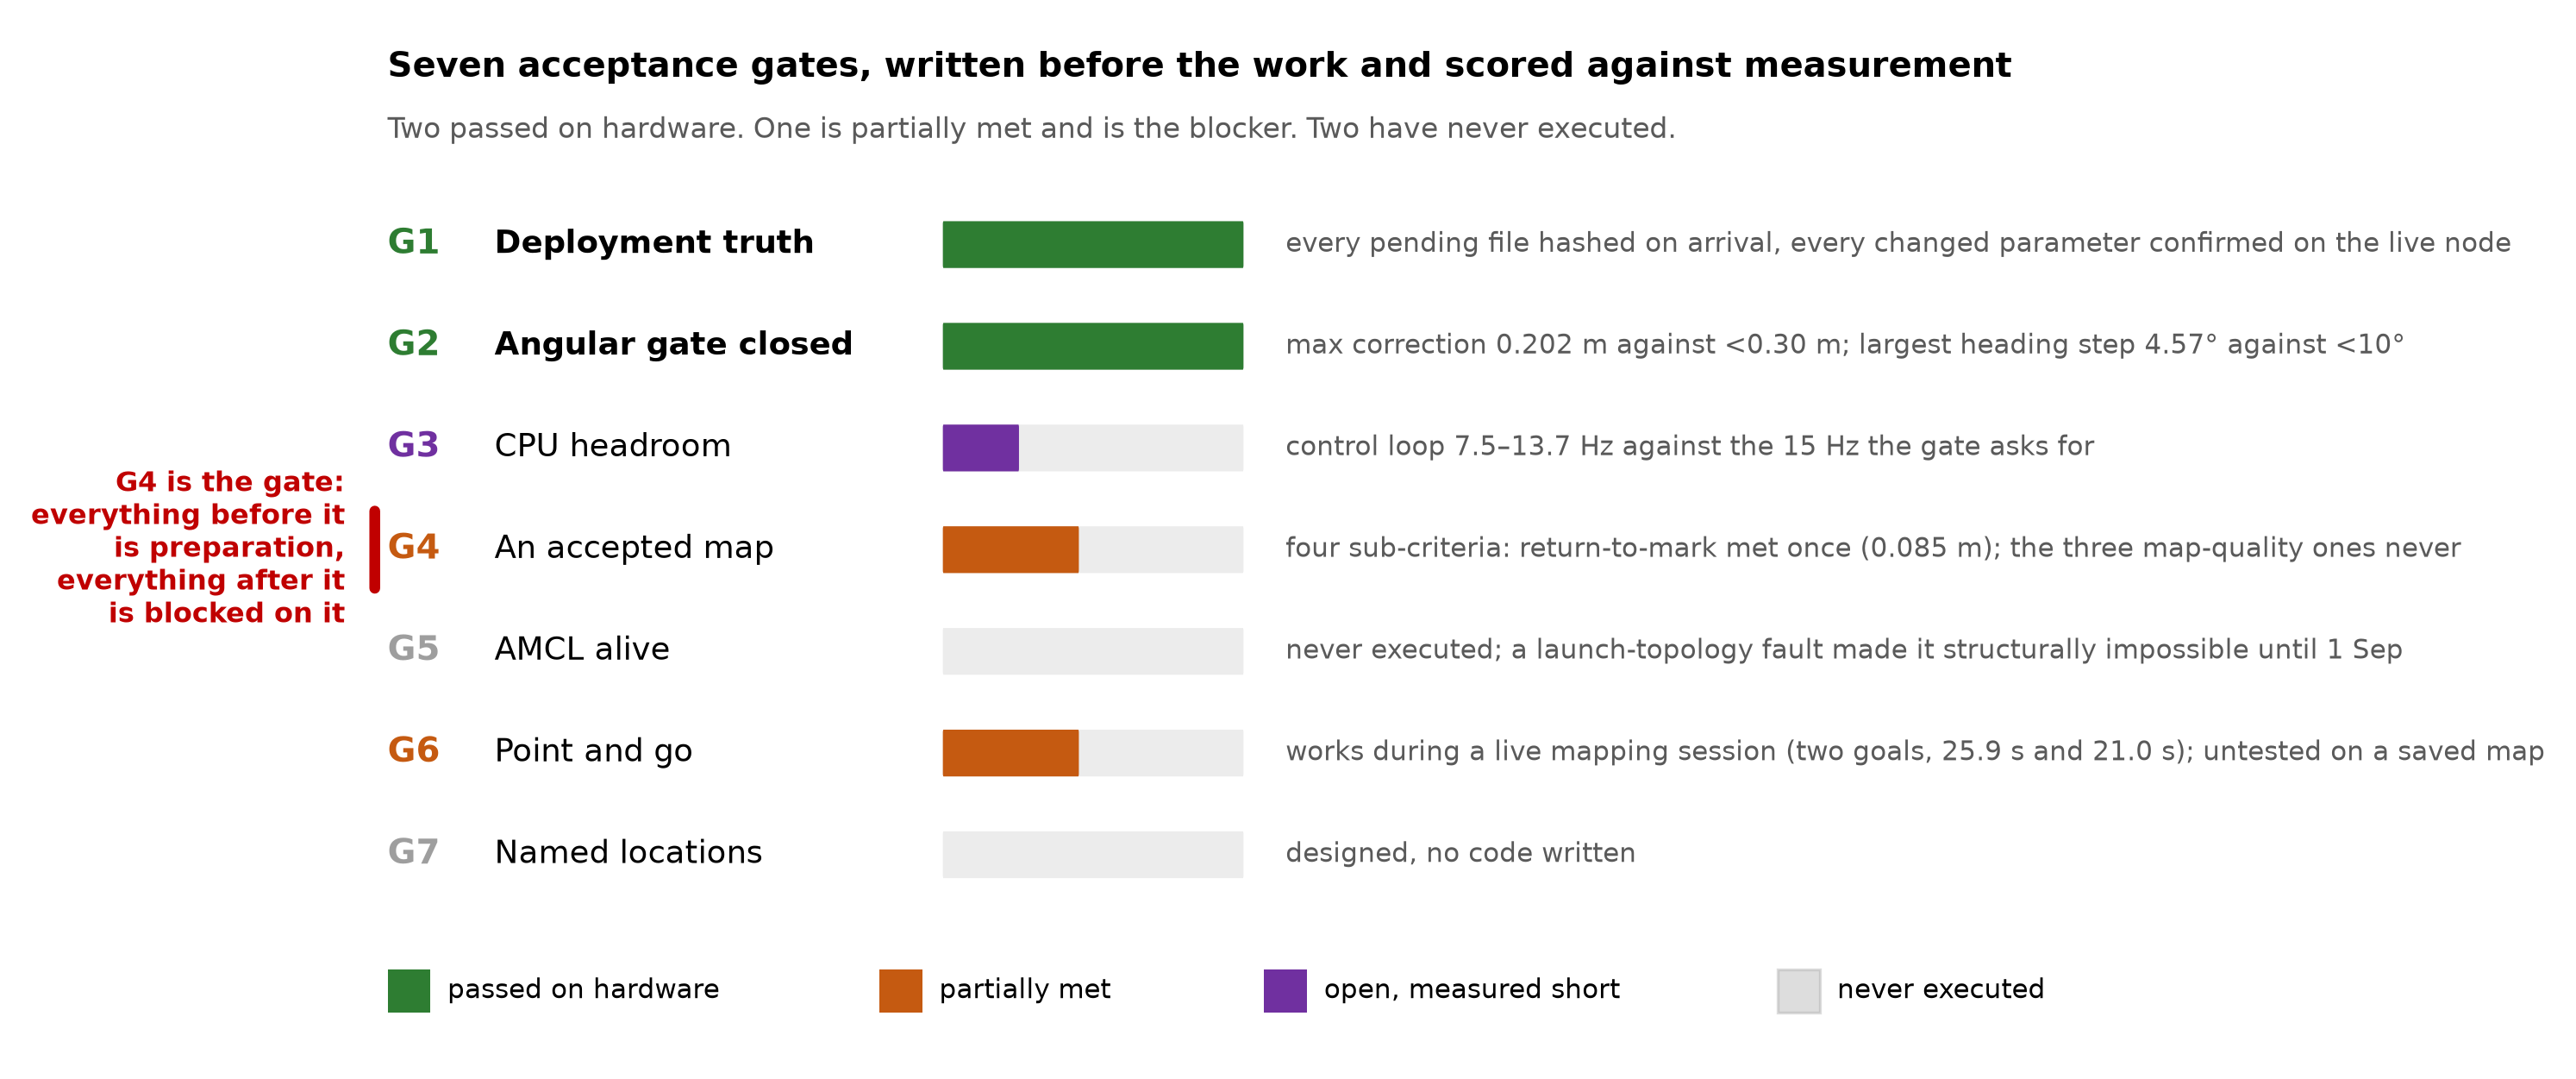 Seven acceptance gates, written before the work and scored against measurement
Two passed on hardware. One is partially met and is the blocker. Two have never executed.
G1 Deployment truth every pending file hashed on arrival, every changed parameter confirmed on the live node
G2 Angular gate closed max correction 0.202 m against <0.30 m; largest heading step 4.57° against <10°
G3 CPU headroom control loop 7.5–13.7 Hz against the 15 Hz the gate asks for
G4 is the gate:
everything before it
is preparation,
everything after it
is blocked on it
G4 An accepted map four sub-criteria: return-to-mark met once (0.085 m); the three map-quality ones never
G5 AMCL alive never executed; a launch-topology fault made it structurally impossible until 1 Sep
G6 Point and go works during a live mapping session (two goals, 25.9 s and 21.0 s); untested on a saved map
G7 Named locations designed, no code written
passed on hardware partially met open, measured short never executed